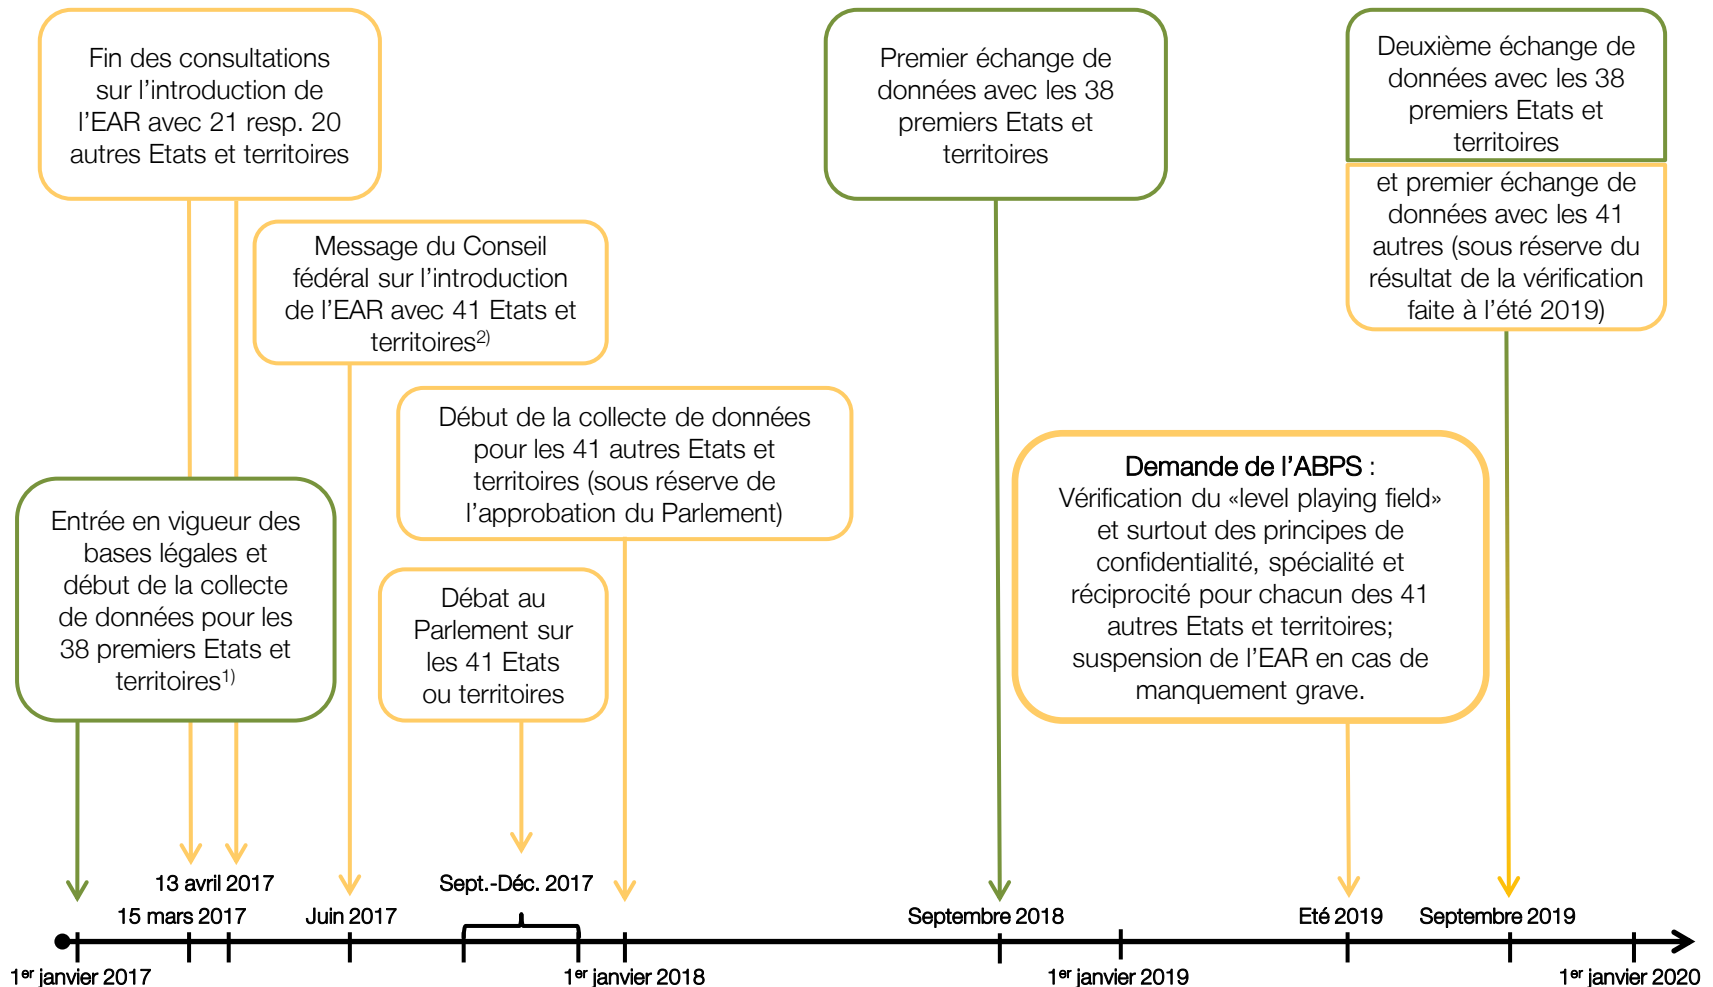 Fin des consultations
sur l’introduction de
l’EAR avec 21 resp. 20
autres Etats et territoires
Premier échange de
données avec les 38
premiers Etats et
territoires
Deuxième échange de
données avec les 38
premiers Etats et
territoires
et premier échange de
données avec les 41
autres (sous réserve du
résultat de la vérification
faite à l’été 2019)
Message du Conseil
fédéral sur l’introduction
de l’EAR avec 41 Etats et
territoires2)
Début de la collecte de données
pour les 41 autres Etats et
territoires (sous réserve de
l’approbation du Parlement)
Demande de l’ABPS :
Vérification du «level playing field»
et surtout des principes de
confidentialité, spécialité et
réciprocité pour chacun des 41
autres Etats et territoires;
suspension de l’EAR en cas de
manquement grave.
Entrée en vigueur des
bases légales et
début de la collecte
de données pour les
38 premiers Etats et
territoires1)
Débat au
Parlement sur
les 41 Etats
ou territoires
13 avril 2017
Sept.-Déc. 2017
15 mars 2017
Juin 2017
Septembre 2018
Eté 2019
Septembre 2019
1er janvier 2017
1er janvier 2018
1er janvier 2019
1er janvier 2020